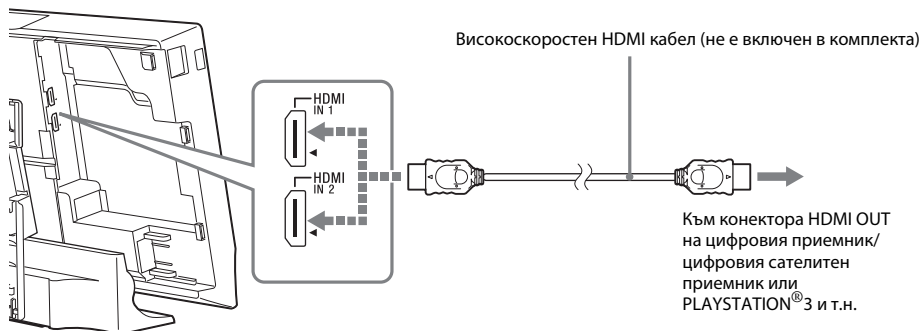 Високоскоростен HDMI кабел (не е включен в комплекта)
HDMI
IN 1
HDMI
IN 2
Към конектора HDMI OUT
на цифровия приемник/
цифровия сателитен
приемник или
PLAYSTATION®3 и т.н.